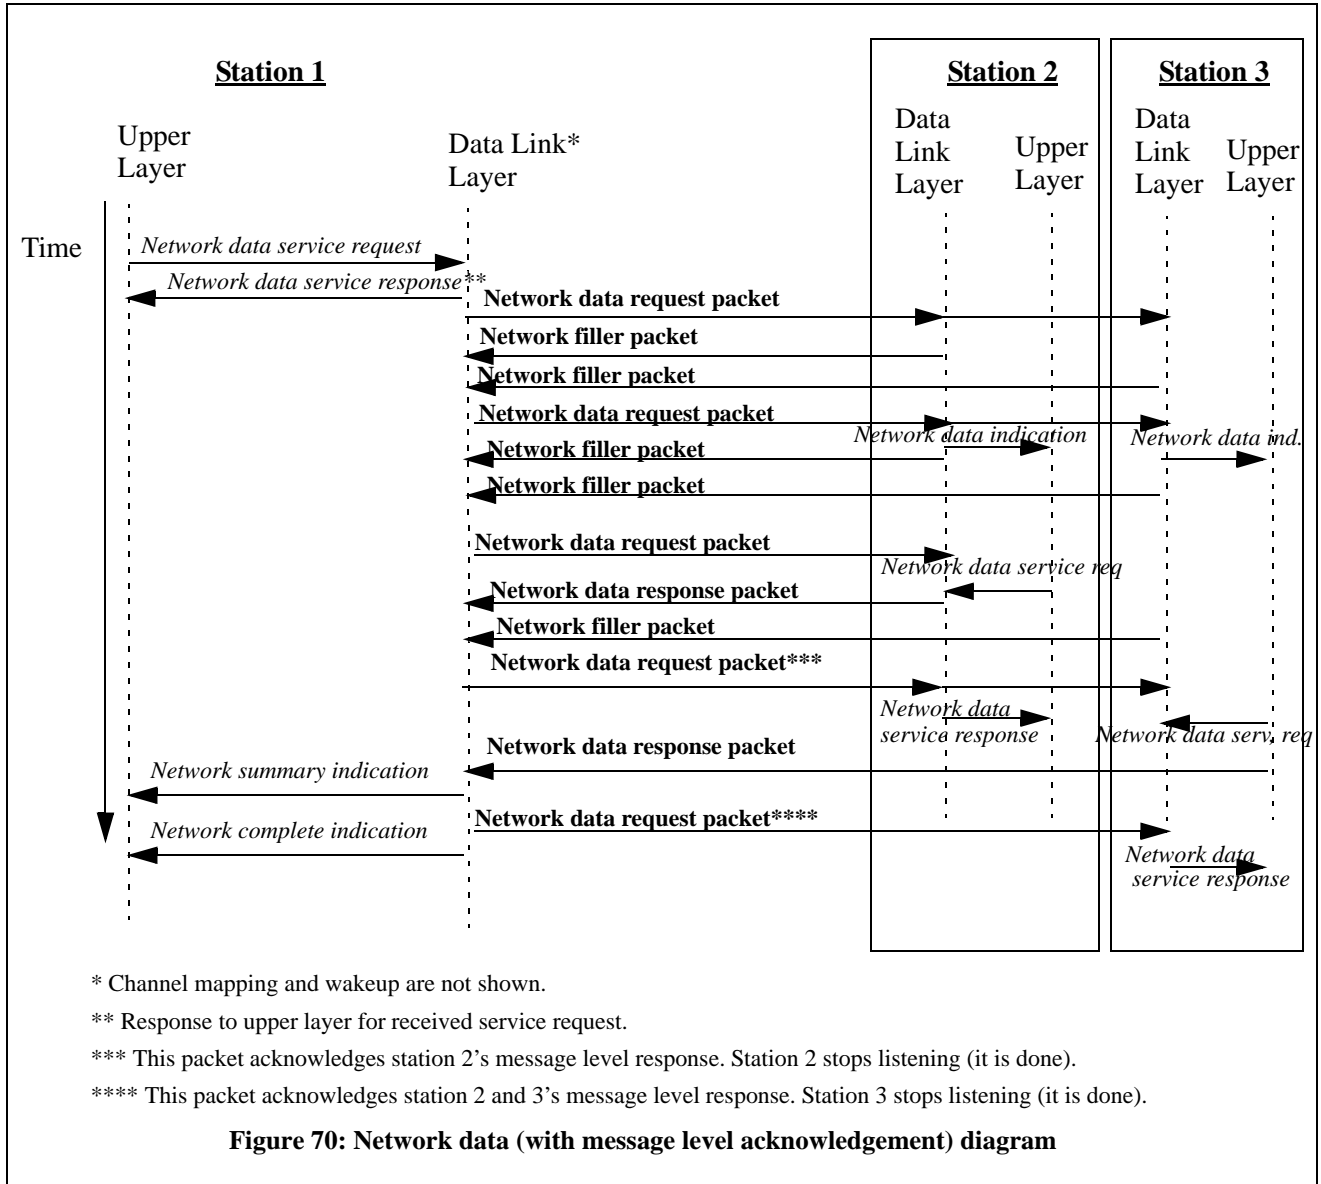 Station 1
Station 2
Station 3
Upper
Layer
Data Link*
Layer
Data
Link
Layer
Upper
Layer
Data
Link
Layer
Upper
Layer
Time
Network data service request
Network data service response**
Network data request packet
Network filler packet
Network filler packet
Network data request packet
Network data indication
Network data ind.
Network filler packet
Network filler packet
Network data request packet
Network data service req
Network data response packet
Network filler packet
Network data request packet***
Network data
service response
Network data serv, req
Network data response packet
Network summary indication
Network data request packet****
Network complete indication
Network data
service response
* Channel mapping and wakeup are not shown.
** Response to upper layer for received service request.
*** This packet acknowledges station 2’s message level response. Station 2 stops listening (it is done).
**** This packet acknowledges station 2 and 3’s message level response. Station 3 stops listening (it is done).
Figure 70: Network data (with message level acknowledgement) diagram